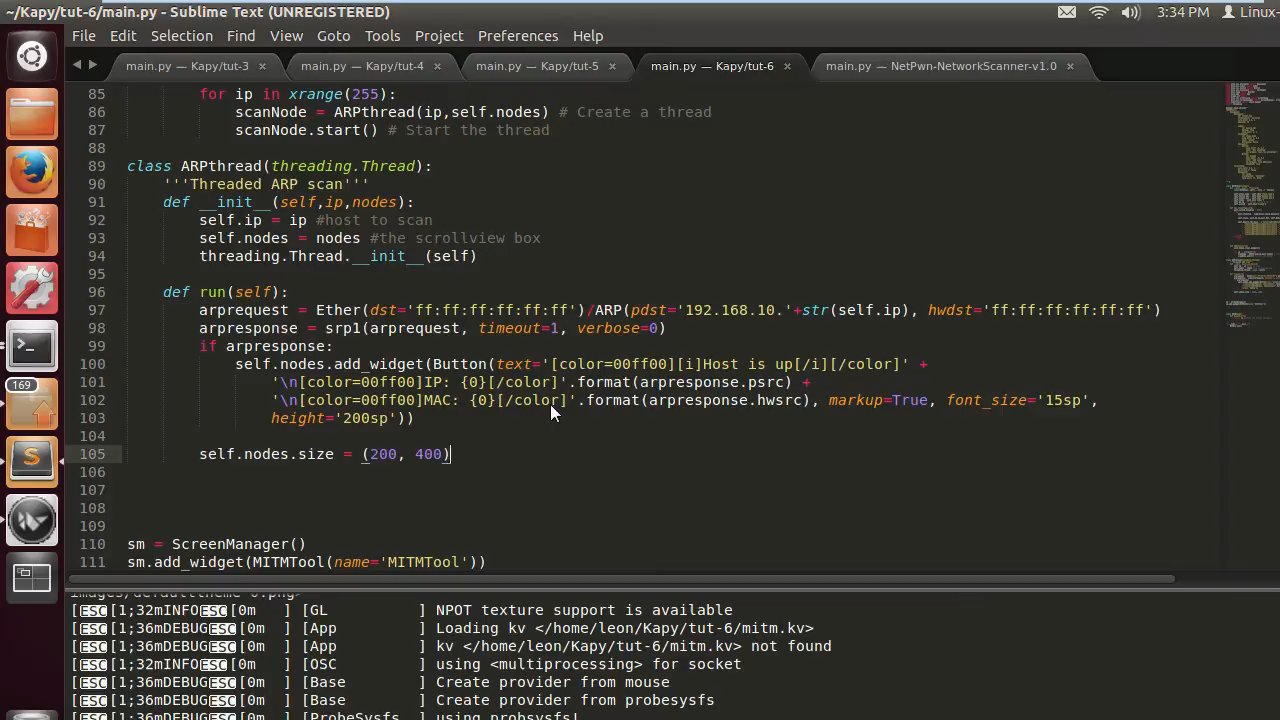 ~/Kapy/tut-6/main.py - Sublime Text (UNREGISTERED)
3:34 PM
Linux-
File Edit Selection Find View Goto Tools Project Preferences Help
main.py — Kapy/tut-3 × main.py — Kapy/tut-4 × main.py — Kapy/tut-5 × main.py — Kapy/tut-6 × main.py — NetPwn-NetworkScanner-v1.0 ×
85 for ip in xrange(255):
86 scanNode = ARPthread(ip,self.nodes) # Create a thread
87 scanNode.start() # Start the thread
88
89 class ARPthread(threading.Thread):
90 '''Threaded ARP scan'''
91 def __init__(self,ip,nodes):
92 self.ip = ip #host to scan
93 self.nodes = nodes #the scrollview box
94 threading.Thread.__init__(self)
95
96 def run(self):
97 arprequest = Ether(dst='ff:ff:ff:ff:ff:ff')/ARP(pdst='192.168.10.'+str(self.ip), hwdst='ff:ff:ff:ff:ff:ff')
98 arpresponse = srp1(arprequest, timeout=1, verbose=0)
99 if arpresponse:
100 self.nodes.add_widget(Button(text='[color=00ff00][i]Host is up[/i][/color]' +
101 '\n[color=00ff00]IP: {0}[/color]'.format(arpresponse.psrc) +
102 '\n[color=00ff00]MAC: {0}[/color]'.format(arpresponse.hwsrc), markup=True, font_size='15sp',
103 height='200sp'))
104
105 self.nodes.size = (200, 400)
106
107
108
109
110 sm = ScreenManager()
111 sm.add_widget(MITMTool(name='MITMTool'))
169
images/defaulttheme-0.png>
[ESC[1;32mINFOESC[0m ] [GL ] NPOT texture support is available
[ESC[1;36mDEBUGESC[0m ] [App ] Loading kv </home/leon/Kapy/tut-6/mitm.kv>
[ESC[1;36mDEBUGESC[0m ] [App ] kv </home/leon/Kapy/tut-6/mitm.kv> not found
[ESC[1;32mINFOESC[0m ] [OSC ] using <multiprocessing> for socket
[ESC[1;36mDEBUGESC[0m ] [Base ] Create provider from mouse
[ESC[1;36mDEBUGESC[0m ] [Base ] Create provider from probesysfs
[ESC[1;36mDEBUGESC[0m ] [ProbeSysfs ] using probsysfs!